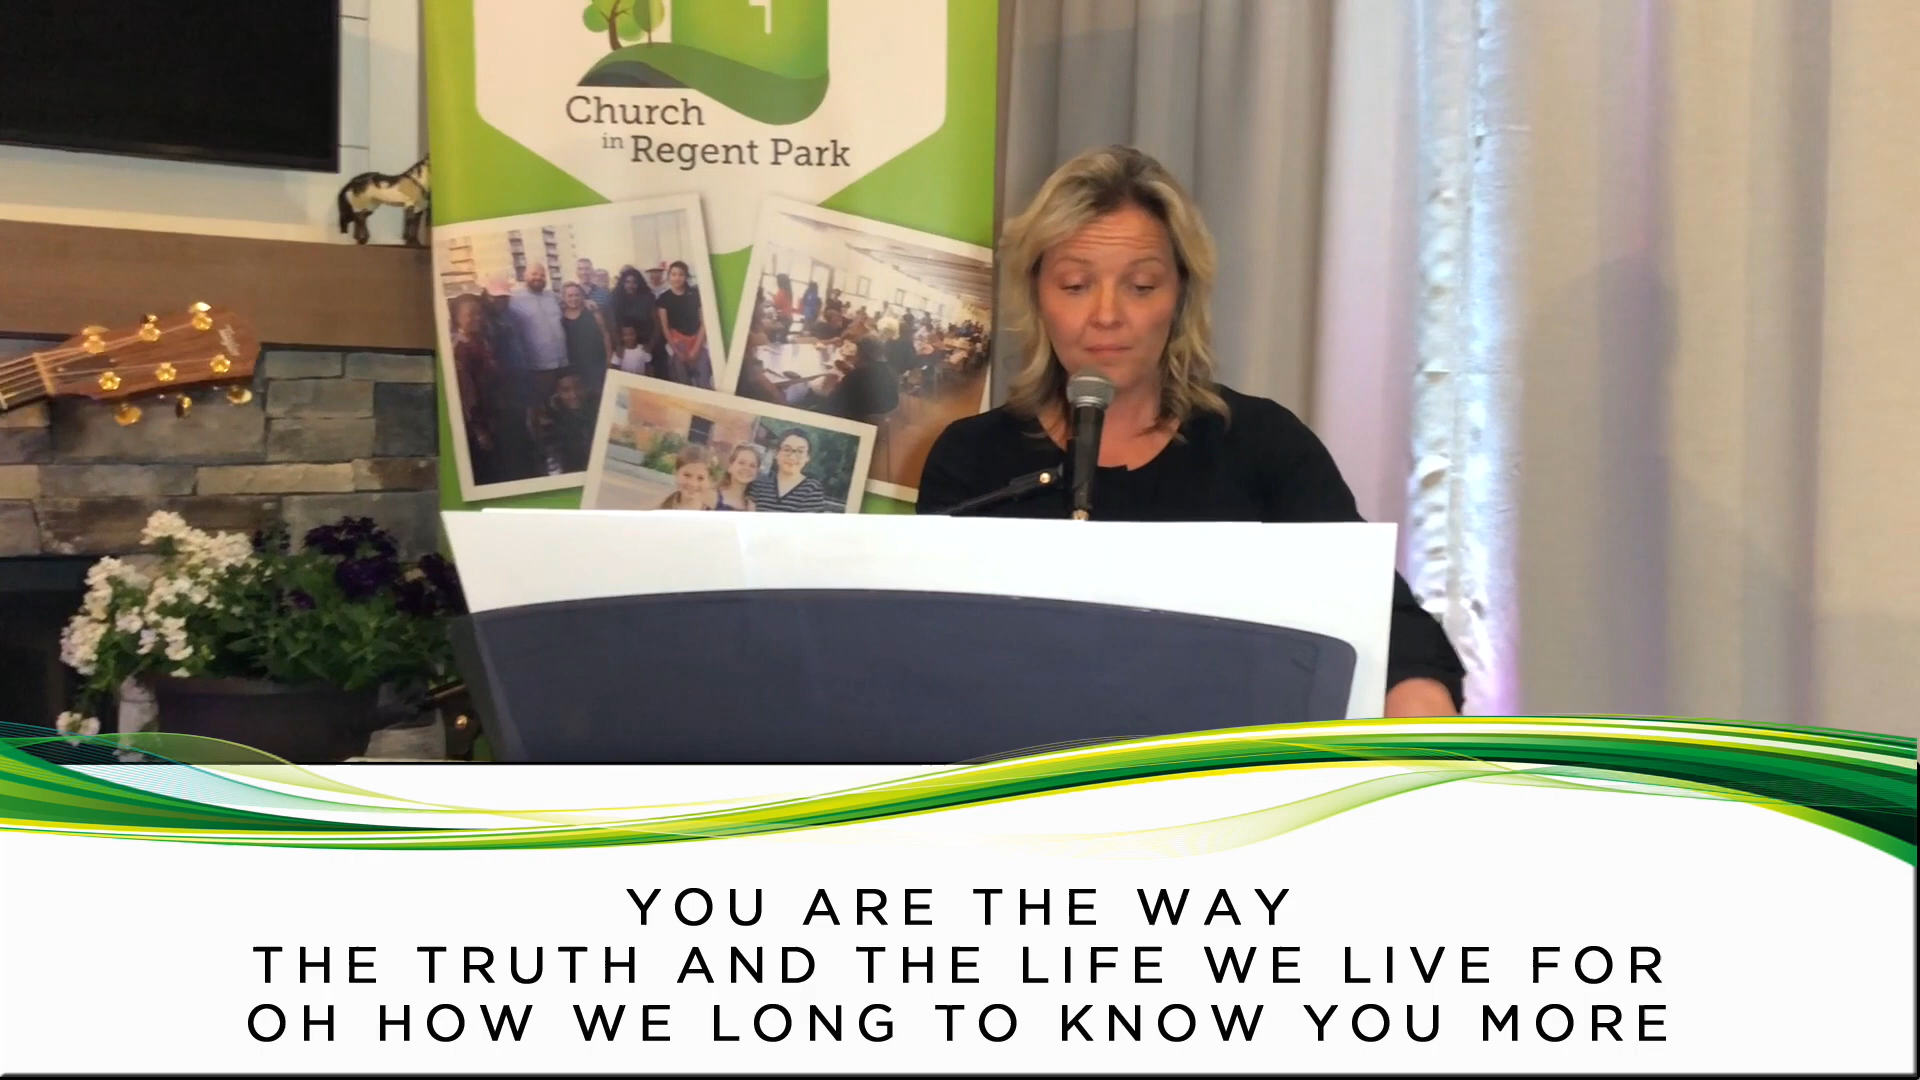 Church
in Regent Park
YOU ARE THE WAY
THE TRUTH AND THE LIFE WE LIVE FOR
OH HOW WE LONG TO KNOW YOU MORE